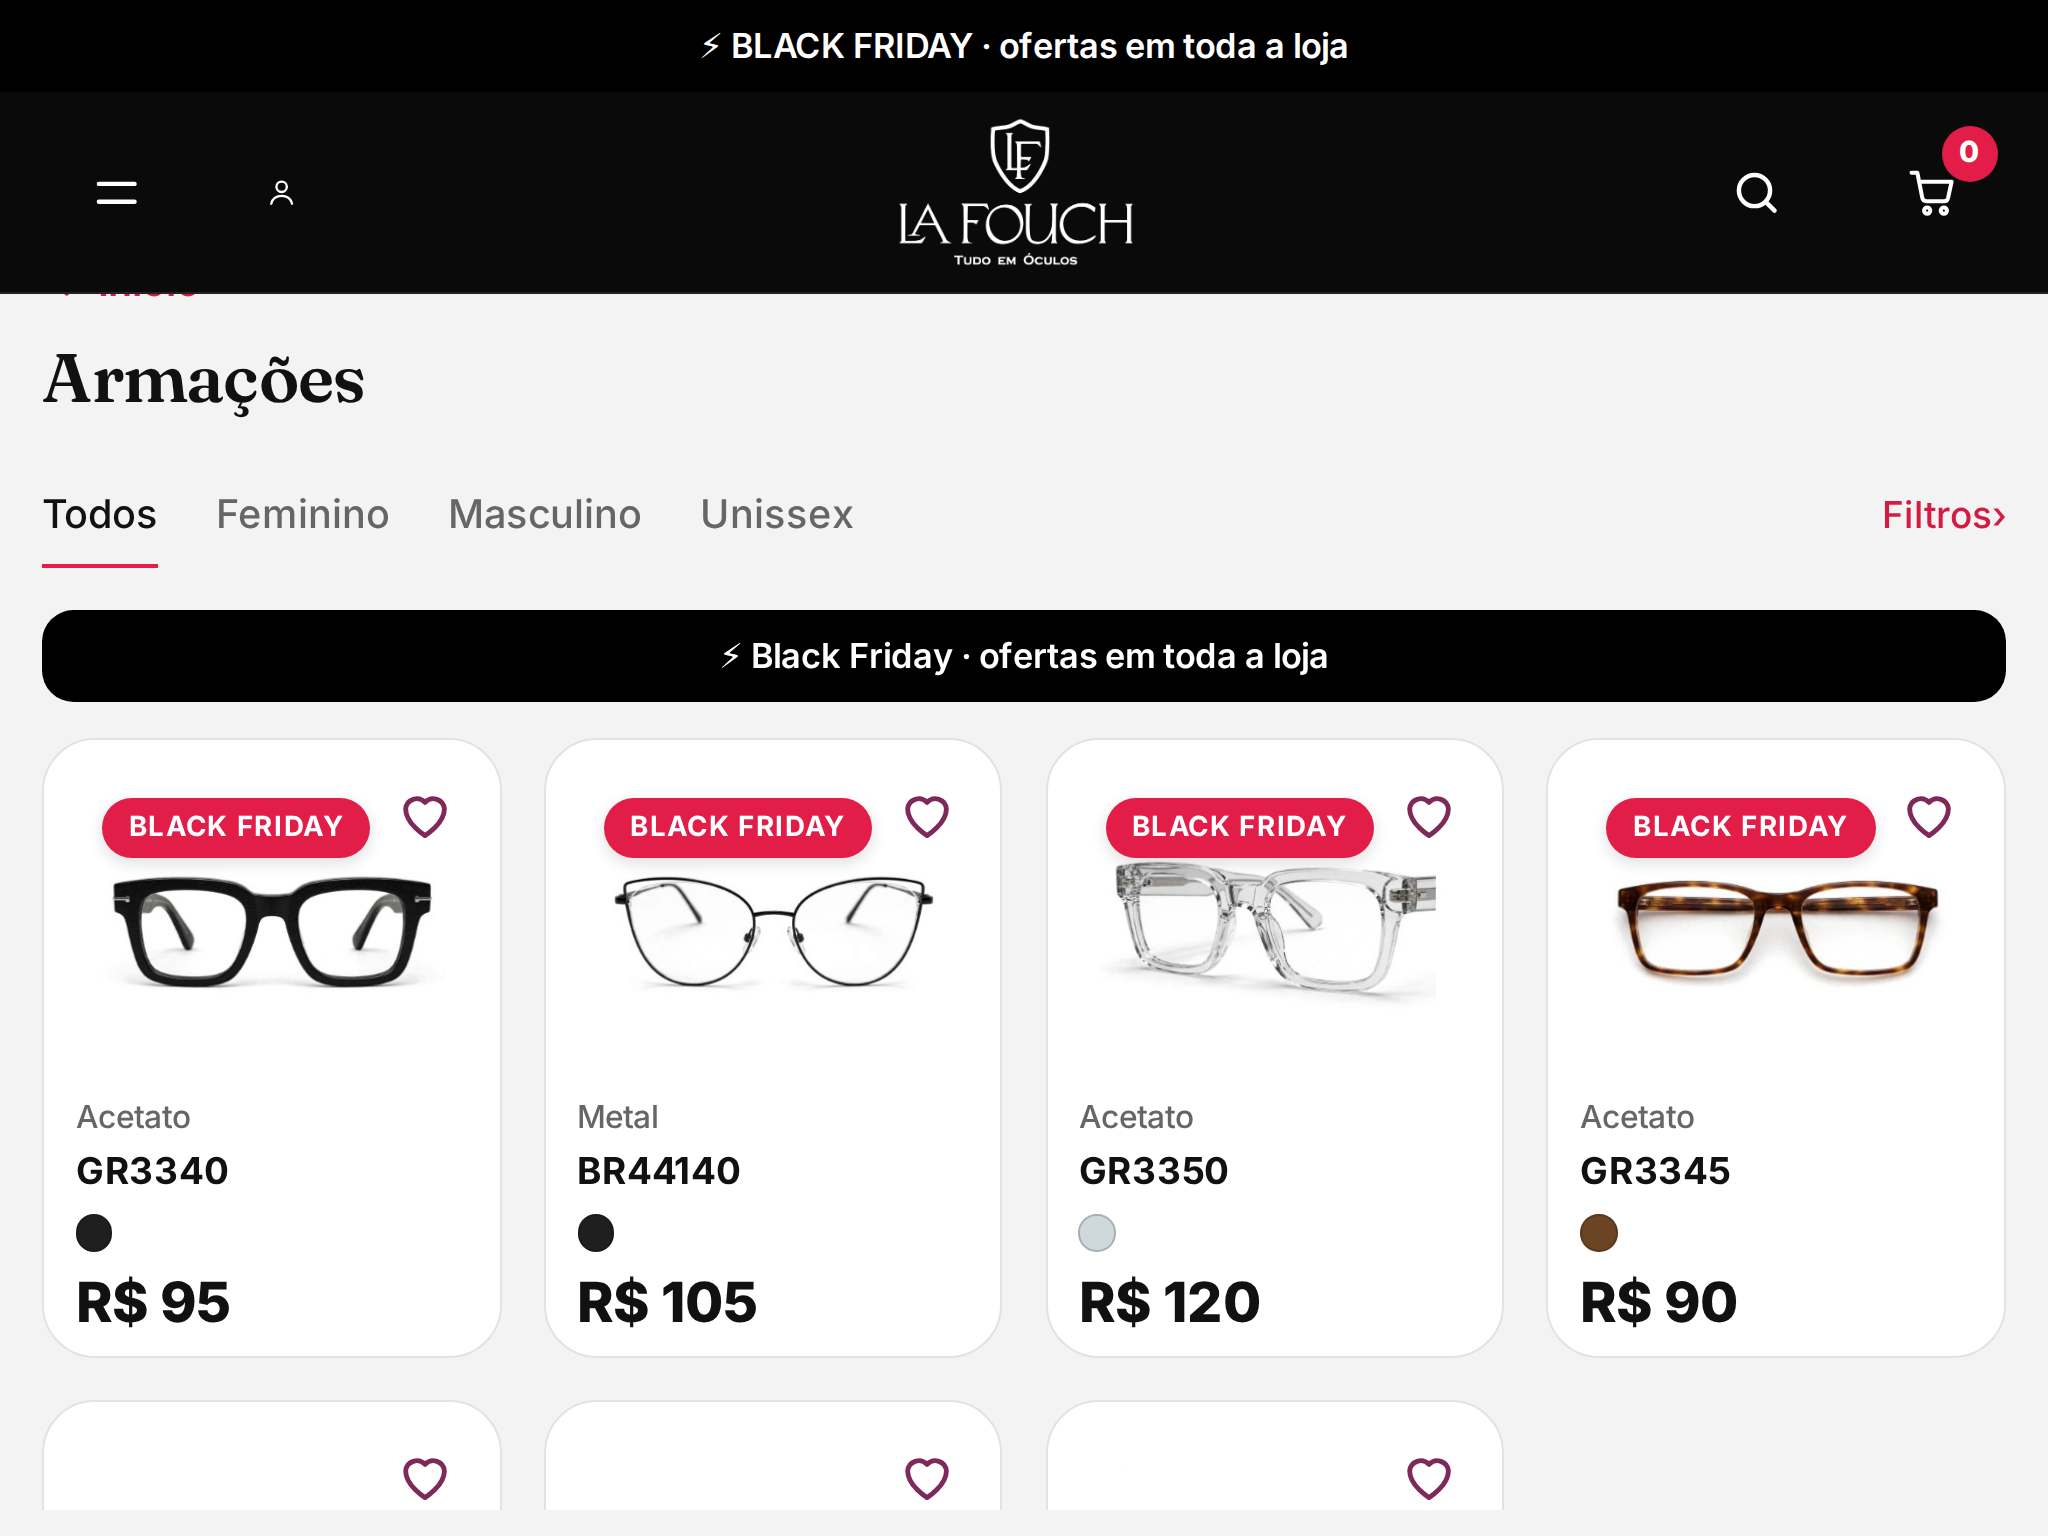 ⚡ BLACK FRIDAY · ofertas em toda a loja
LF
LA FOUCH
TUDO EM ÓCULOS
0
Armações
Todos Feminino Masculino Unissex Filtros›
⚡ Black Friday · ofertas em toda a loja
BLACK FRIDAY BLACK FRIDAY BLACK FRIDAY BLACK FRIDAY
Acetato Metal Acetato Acetato
GR3340 BR44140 GR3350 GR3345
R$ 95 R$ 105 R$ 120 R$ 90